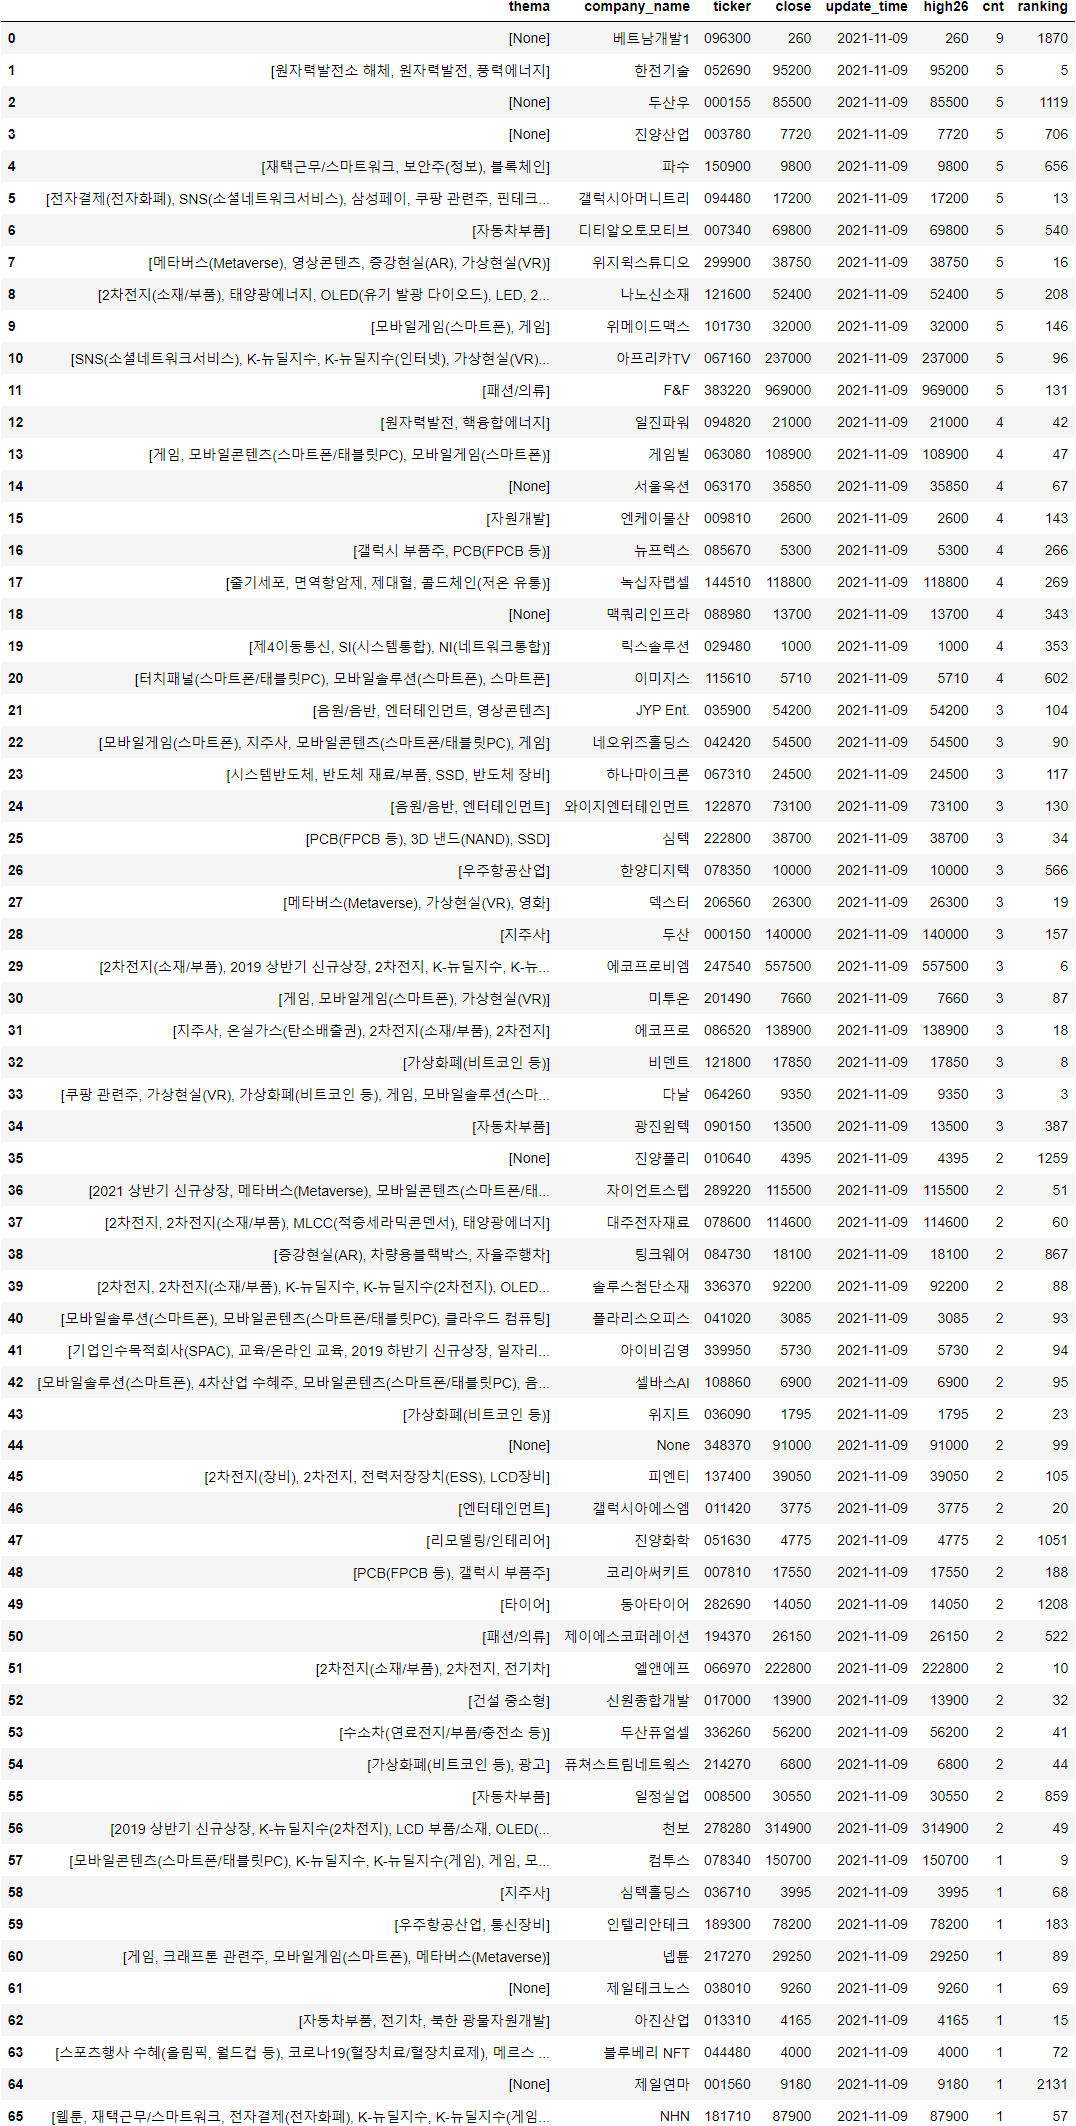 thema company_name ticker close update_time high26 cnt ranking
0 [None] 베트남개발1 096300 260 2021-11-09 260 9 1870
1 [원자력발전소 해체, 원자력발전, 풍력에너지] 한전기술 052690 95200 2021-11-09 95200 5 5
2 [None] 두산우 000155 85500 2021-11-09 85500 5 1119
3 [None] 진양산업 003780 7720 2021-11-09 7720 5 706
4 [재택근무/스마트워크, 보안주(정보), 블록체인] 파수 150900 9800 2021-11-09 9800 5 656
5 [전자결제(전자화폐), SNS(소셜네트워크서비스), 삼성페이, 쿠팡 관련주, 핀테크... 갤럭시아머니트리 094480 17200 2021-11-09 17200 5 13
6 [자동차부품] 디티알오토모티브 007340 69800 2021-11-09 69800 5 540
7 [메타버스(Metaverse), 영상콘텐츠, 증강현실(AR), 가상현실(VR)] 위지윅스튜디오 299900 38750 2021-11-09 38750 5 16
8 [2차전지(소재/부품), 태양광에너지, OLED(유기 발광 다이오드), LED, 2... 나노신소재 121600 52400 2021-11-09 52400 5 208
9 [모바일게임(스마트폰), 게임] 위메이드맥스 101730 32000 2021-11-09 32000 5 146
10 [SNS(소셜네트워크서비스), K-뉴딜지수, K-뉴딜지수(인터넷), 가상현실(VR)... 아프리카TV 067160 237000 2021-11-09 237000 5 96
11 [패션/의류] F&F 383220 969000 2021-11-09 969000 5 131
12 [원자력발전, 핵융합에너지] 일진파워 094820 21000 2021-11-09 21000 4 42
13 [게임, 모바일콘텐츠(스마트폰/태블릿PC), 모바일게임(스마트폰)] 게임빌 063080 108900 2021-11-09 108900 4 47
14 [None] 서울옥션 063170 35850 2021-11-09 35850 4 67
15 [자원개발] 엔케이물산 009810 2600 2021-11-09 2600 4 143
16 [갤럭시 부품주, PCB(FPCB 등)] 뉴프렉스 085670 5300 2021-11-09 5300 4 266
17 [줄기세포, 면역항암제, 제대혈, 콜드체인(저온 유통)] 녹십자랩셀 144510 118800 2021-11-09 118800 4 269
18 [None] 맥쿼리인프라 088980 13700 2021-11-09 13700 4 343
19 [제4이동통신, SI(시스템통합), NI(네트워크통합)] 릭스솔루션 029480 1000 2021-11-09 1000 4 353
20 [터치패널(스마트폰/태블릿PC), 모바일솔루션(스마트폰), 스마트폰] 이미지스 115610 5710 2021-11-09 5710 4 602
21 [음원/음반, 엔터테인먼트, 영상콘텐츠] JYP Ent. 035900 54200 2021-11-09 54200 3 104
22 [모바일게임(스마트폰), 지주사, 모바일콘텐츠(스마트폰/태블릿PC), 게임] 네오위즈홀딩스 042420 54500 2021-11-09 54500 3 90
23 [시스템반도체, 반도체 재료/부품, SSD, 반도체 장비] 하나마이크론 067310 24500 2021-11-09 24500 3 117
24 [음원/음반, 엔터테인먼트] 와이지엔터테인먼트 122870 73100 2021-11-09 73100 3 130
25 [PCB(FPCB 등), 3D 낸드(NAND), SSD] 심텍 222800 38700 2021-11-09 38700 3 34
26 [우주항공산업] 한양디지텍 078350 10000 2021-11-09 10000 3 566
27 [메타버스(Metaverse), 가상현실(VR), 영화] 덱스터 206560 26300 2021-11-09 26300 3 19
28 [지주사] 두산 000150 140000 2021-11-09 140000 3 157
29 [2차전지(소재/부품), 2019 상반기 신규상장, 2차전지, K-뉴딜지수, K-뉴... 에코프로비엠 247540 557500 2021-11-09 557500 3 6
30 [게임, 모바일게임(스마트폰), 가상현실(VR)] 미투온 201490 7660 2021-11-09 7660 3 87
31 [지주사, 온실가스(탄소배출권), 2차전지(소재/부품), 2차전지] 에코프로 086520 138900 2021-11-09 138900 3 18
32 [가상화폐(비트코인 등)] 비덴트 121800 17850 2021-11-09 17850 3 8
33 [쿠팡 관련주, 가상현실(VR), 가상화폐(비트코인 등), 게임, 모바일솔루션(스마... 다날 064260 9350 2021-11-09 9350 3 3
34 [자동차부품] 광진윈텍 090150 13500 2021-11-09 13500 3 387
35 [None] 진양폴리 010640 4395 2021-11-09 4395 2 1259
36 [2021 상반기 신규상장, 메타버스(Metaverse), 모바일콘텐츠(스마트폰/태... 자이언트스텝 289220 115500 2021-11-09 115500 2 51
37 [2차전지, 2차전지(소재/부품), MLCC(적층세라믹콘덴서), 태양광에너지] 대주전자재료 078600 114600 2021-11-09 114600 2 60
38 [증강현실(AR), 차량용블랙박스, 자율주행차] 팅크웨어 084730 18100 2021-11-09 18100 2 867
39 [2차전지, 2차전지(소재/부품), K-뉴딜지수, K-뉴딜지수(2차전지), OLED... 솔루스첨단소재 336370 92200 2021-11-09 92200 2 88
40 [모바일솔루션(스마트폰), 모바일콘텐츠(스마트폰/태블릿PC), 클라우드 컴퓨팅] 폴라리스오피스 041020 3085 2021-11-09 3085 2 93
41 [기업인수목적회사(SPAC), 교육/온라인 교육, 2019 하반기 신규상장, 일자리... 아이비김영 339950 5730 2021-11-09 5730 2 94
42 [모바일솔루션(스마트폰), 4차산업 수혜주, 모바일콘텐츠(스마트폰/태블릿PC), 음... 셀바스AI 108860 6900 2021-11-09 6900 2 95
43 [가상화폐(비트코인 등)] 위지트 036090 1795 2021-11-09 1795 2 23
44 [None] None 348370 91000 2021-11-09 91000 2 99
45 [2차전지(장비), 2차전지, 전력저장장치(ESS), LCD장비] 피엔티 137400 39050 2021-11-09 39050 2 105
46 [엔터테인먼트] 갤럭시아에스엠 011420 3775 2021-11-09 3775 2 20
47 [리모델링/인테리어] 진양화학 051630 4775 2021-11-09 4775 2 1051
48 [PCB(FPCB 등), 갤럭시 부품주] 코리아써키트 007810 17550 2021-11-09 17550 2 188
49 [타이어] 동아타이어 282690 14050 2021-11-09 14050 2 1208
50 [패션/의류] 제이에스코퍼레이션 194370 26150 2021-11-09 26150 2 522
51 [2차전지(소재/부품), 2차전지, 전기차] 엘앤에프 066970 222800 2021-11-09 222800 2 10
52 [건설 중소형] 신원종합개발 017000 13900 2021-11-09 13900 2 32
53 [수소차(연료전지/부품/충전소 등)] 두산퓨얼셀 336260 56200 2021-11-09 56200 2 41
54 [가상화폐(비트코인 등), 광고] 퓨쳐스트림네트웍스 214270 6800 2021-11-09 6800 2 44
55 [자동차부품] 일정실업 008500 30550 2021-11-09 30550 2 859
56 [2019 상반기 신규상장, K-뉴딜지수(2차전지), LCD 부품/소재, OLED(... 천보 278280 314900 2021-11-09 314900 2 49
57 [모바일콘텐츠(스마트폰/태블릿PC), K-뉴딜지수, K-뉴딜지수(게임), 게임, 모... 컴투스 078340 150700 2021-11-09 150700 1 9
58 [지주사] 심텍홀딩스 036710 3995 2021-11-09 3995 1 68
59 [우주항공산업, 통신장비] 인텔리안테크 189300 78200 2021-11-09 78200 1 183
60 [게임, 크래프톤 관련주, 모바일게임(스마트폰), 메타버스(Metaverse)] 넵튠 217270 29250 2021-11-09 29250 1 89
61 [None] 제일테크노스 038010 9260 2021-11-09 9260 1 69
62 [자동차부품, 전기차, 북한 광물자원개발] 아진산업 013310 4165 2021-11-09 4165 1 15
63 [스포츠행사 수혜(올림픽, 월드컵 등), 코로나19(혈장치료/혈장치료제), 메르스 ... 블루베리 NFT 044480 4000 2021-11-09 4000 1 72
64 [None] 제일연마 001560 9180 2021-11-09 9180 1 2131
65 [웹툰, 재택근무/스마트워크, 전자결제(전자화폐), K-뉴딜지수, K-뉴딜지수(게임... NHN 181710 87900 2021-11-09 87900 1 57